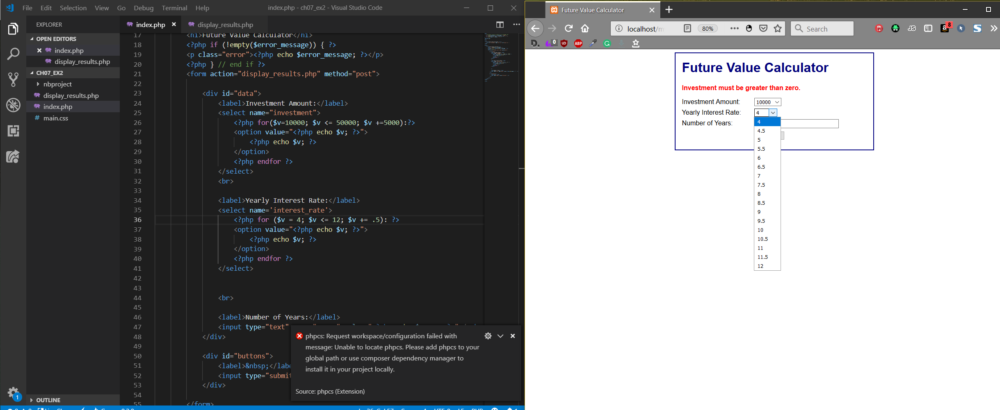 File Edit Selection View Go Debug Terminal Help index.php - ch07_ex2 - Visual Studio Code
EXPLORER
OPEN EDITORS
index.php
display_results.php
CH07_EX2
nbproject
display_results.php
index.php
# main.css
OUTLINE
1
index.php display_results.php
17 <h1>Future Value Calculator</h1>
18 <?php if (!empty($error_message)) { ?>
19 <p class="error"><?php echo $error_message; ?></p>
20 <?php } // end if ?>
21 <form action="display_results.php" method="post">
22
23 <div id="data">
24 <label>Investment Amount:</label>
25 <select name="investment">
26 <?php for($v=10000; $v <= 50000; $v +=5000):?>
27 <option value="<?php echo $v; ?>">
28 <?php echo $v; ?>
29 </option>
30 <?php endfor ?>
31 </select>
32 <br>
33
34 <label>Yearly Interest Rate:</label>
35 <select name='interest_rate'>
36 <?php for ($v = 4; $v <= 12; $v += .5): ?>
37 <option value="<?php echo $v; ?>">
38 <?php echo $v; ?>
39 </option>
40 <?php endfor ?>
41 </select>
42
43
44 <br>
45
46 <label>Number of Years:</label>
47 <input type="text"
48 </div>
49
50 <div id="buttons">
51 <label>&nbsp;</labe
52 <input type="submit
53 </div>
54
55 </form>
phpcs: Request workspace/configuration failed with
message: Unable to locate phpcs. Please add phpcs to your
global path or use composer dependency manager to
install it in your project locally.
Source: phpcs (Extension)
Future Value Calculator
localhost/m 80% Search JS 8
D. 0 ABP
Future Value Calculator
Investment must be greater than zero.
Investment Amount: 10000
Yearly Interest Rate: 4
Number of Years:
4
4.5
5
5.5
6
6.5
7
7.5
8
8.5
9
9.5
10
10.5
11
11.5
12